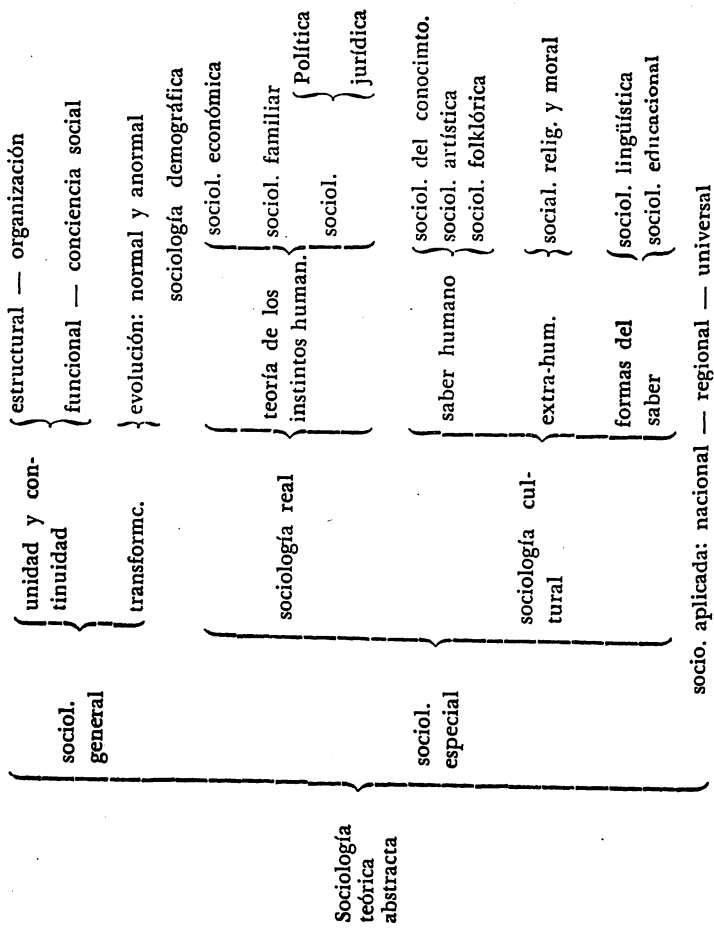 Sociología
teórica
abstracta
sociol.
general
unidad y con-
tinuidad
estructural — organización
funcional — conciencia social
transformc.
evolución: normal y anormal
sociología demográfica
sociol.
especial
sociología real
teoría de los
instintos human.
sociol. económica
sociol. familiar
sociol.
Política
jurídica
sociología cul-
tural
saber humano
sociol. del conocimto.
sociol. artística
sociol. folklórica
extra-hum.
social. relig. y moral
formas del
saber
sociol. lingüística
sociol. educacional
socio. aplicada: nacional — regional — universal